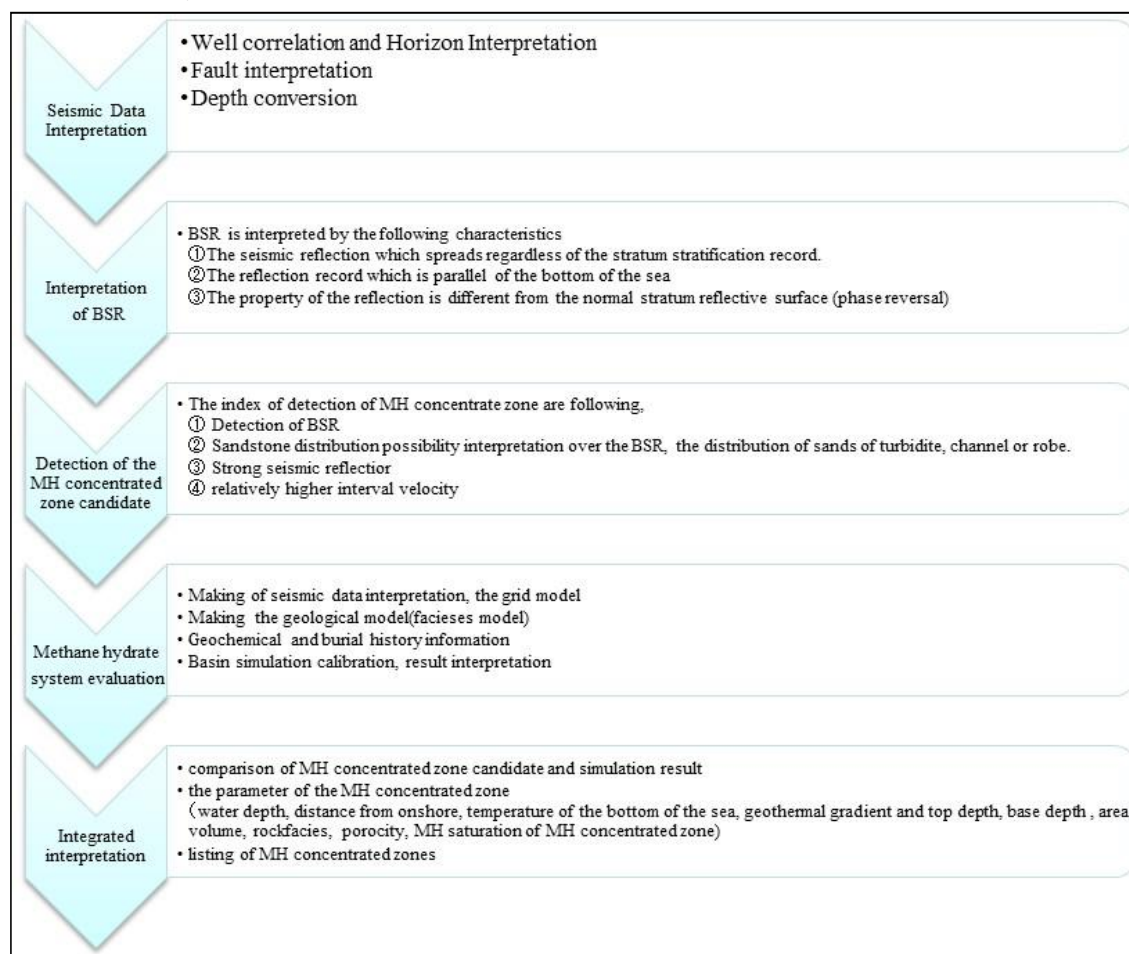 Seismic Data
Interpretation
• Well correlation and Horizon Interpretation
• Fault interpretation
• Depth conversion
Interpretation
of BSR
• BSR is interpreted by the following characteristics
①The seismic reflection which spreads regardless of the stratum stratification record.
②The reflection record which is parallel of the bottom of the sea
③The property of the reflection is different from the normal stratum reflective surface (phase reversal)
Detection of the
MH concentrated
zone candidate
• The index of detection of MH concentrate zone are following,
① Detection of BSR
② Sandstone distribution possibility interpretation over the BSR, the distribution of sands of turbidite, channel or robe.
③ Strong seismic reflectior
④ relatively higher interval velocity
Methane hydrate
system evaluation
• Making of seismic data interpretation, the grid model
• Making the geological model(facieses model)
• Geochemical and burial history information
• Basin simulation calibration, result interpretation
Integrated
interpretation
• comparison of MH concentrated zone candidate and simulation result
• the parameter of the MH concentrated zone
(water depth, distance from onshore, temperature of the bottom of the sea, geothermal gradient and top depth, base depth , area
volume, rockfacies, porocity, MH saturation of MH concentrated zone)
• listing of MH concentrated zones